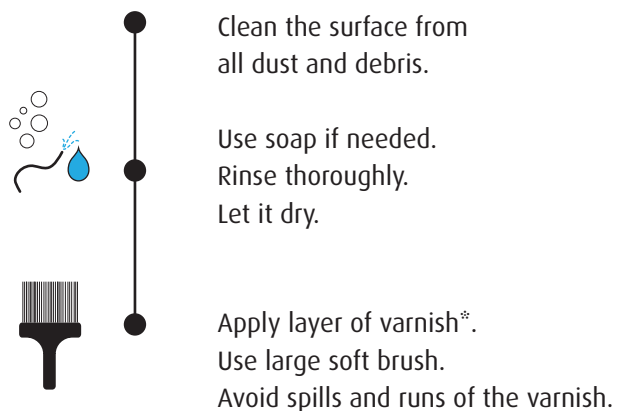 Clean the surface from
all dust and debris.
Use soap if needed.
Rinse thoroughly.
Let it dry.
Apply layer of varnish*.
Use large soft brush.
Avoid spills and runs of the varnish.